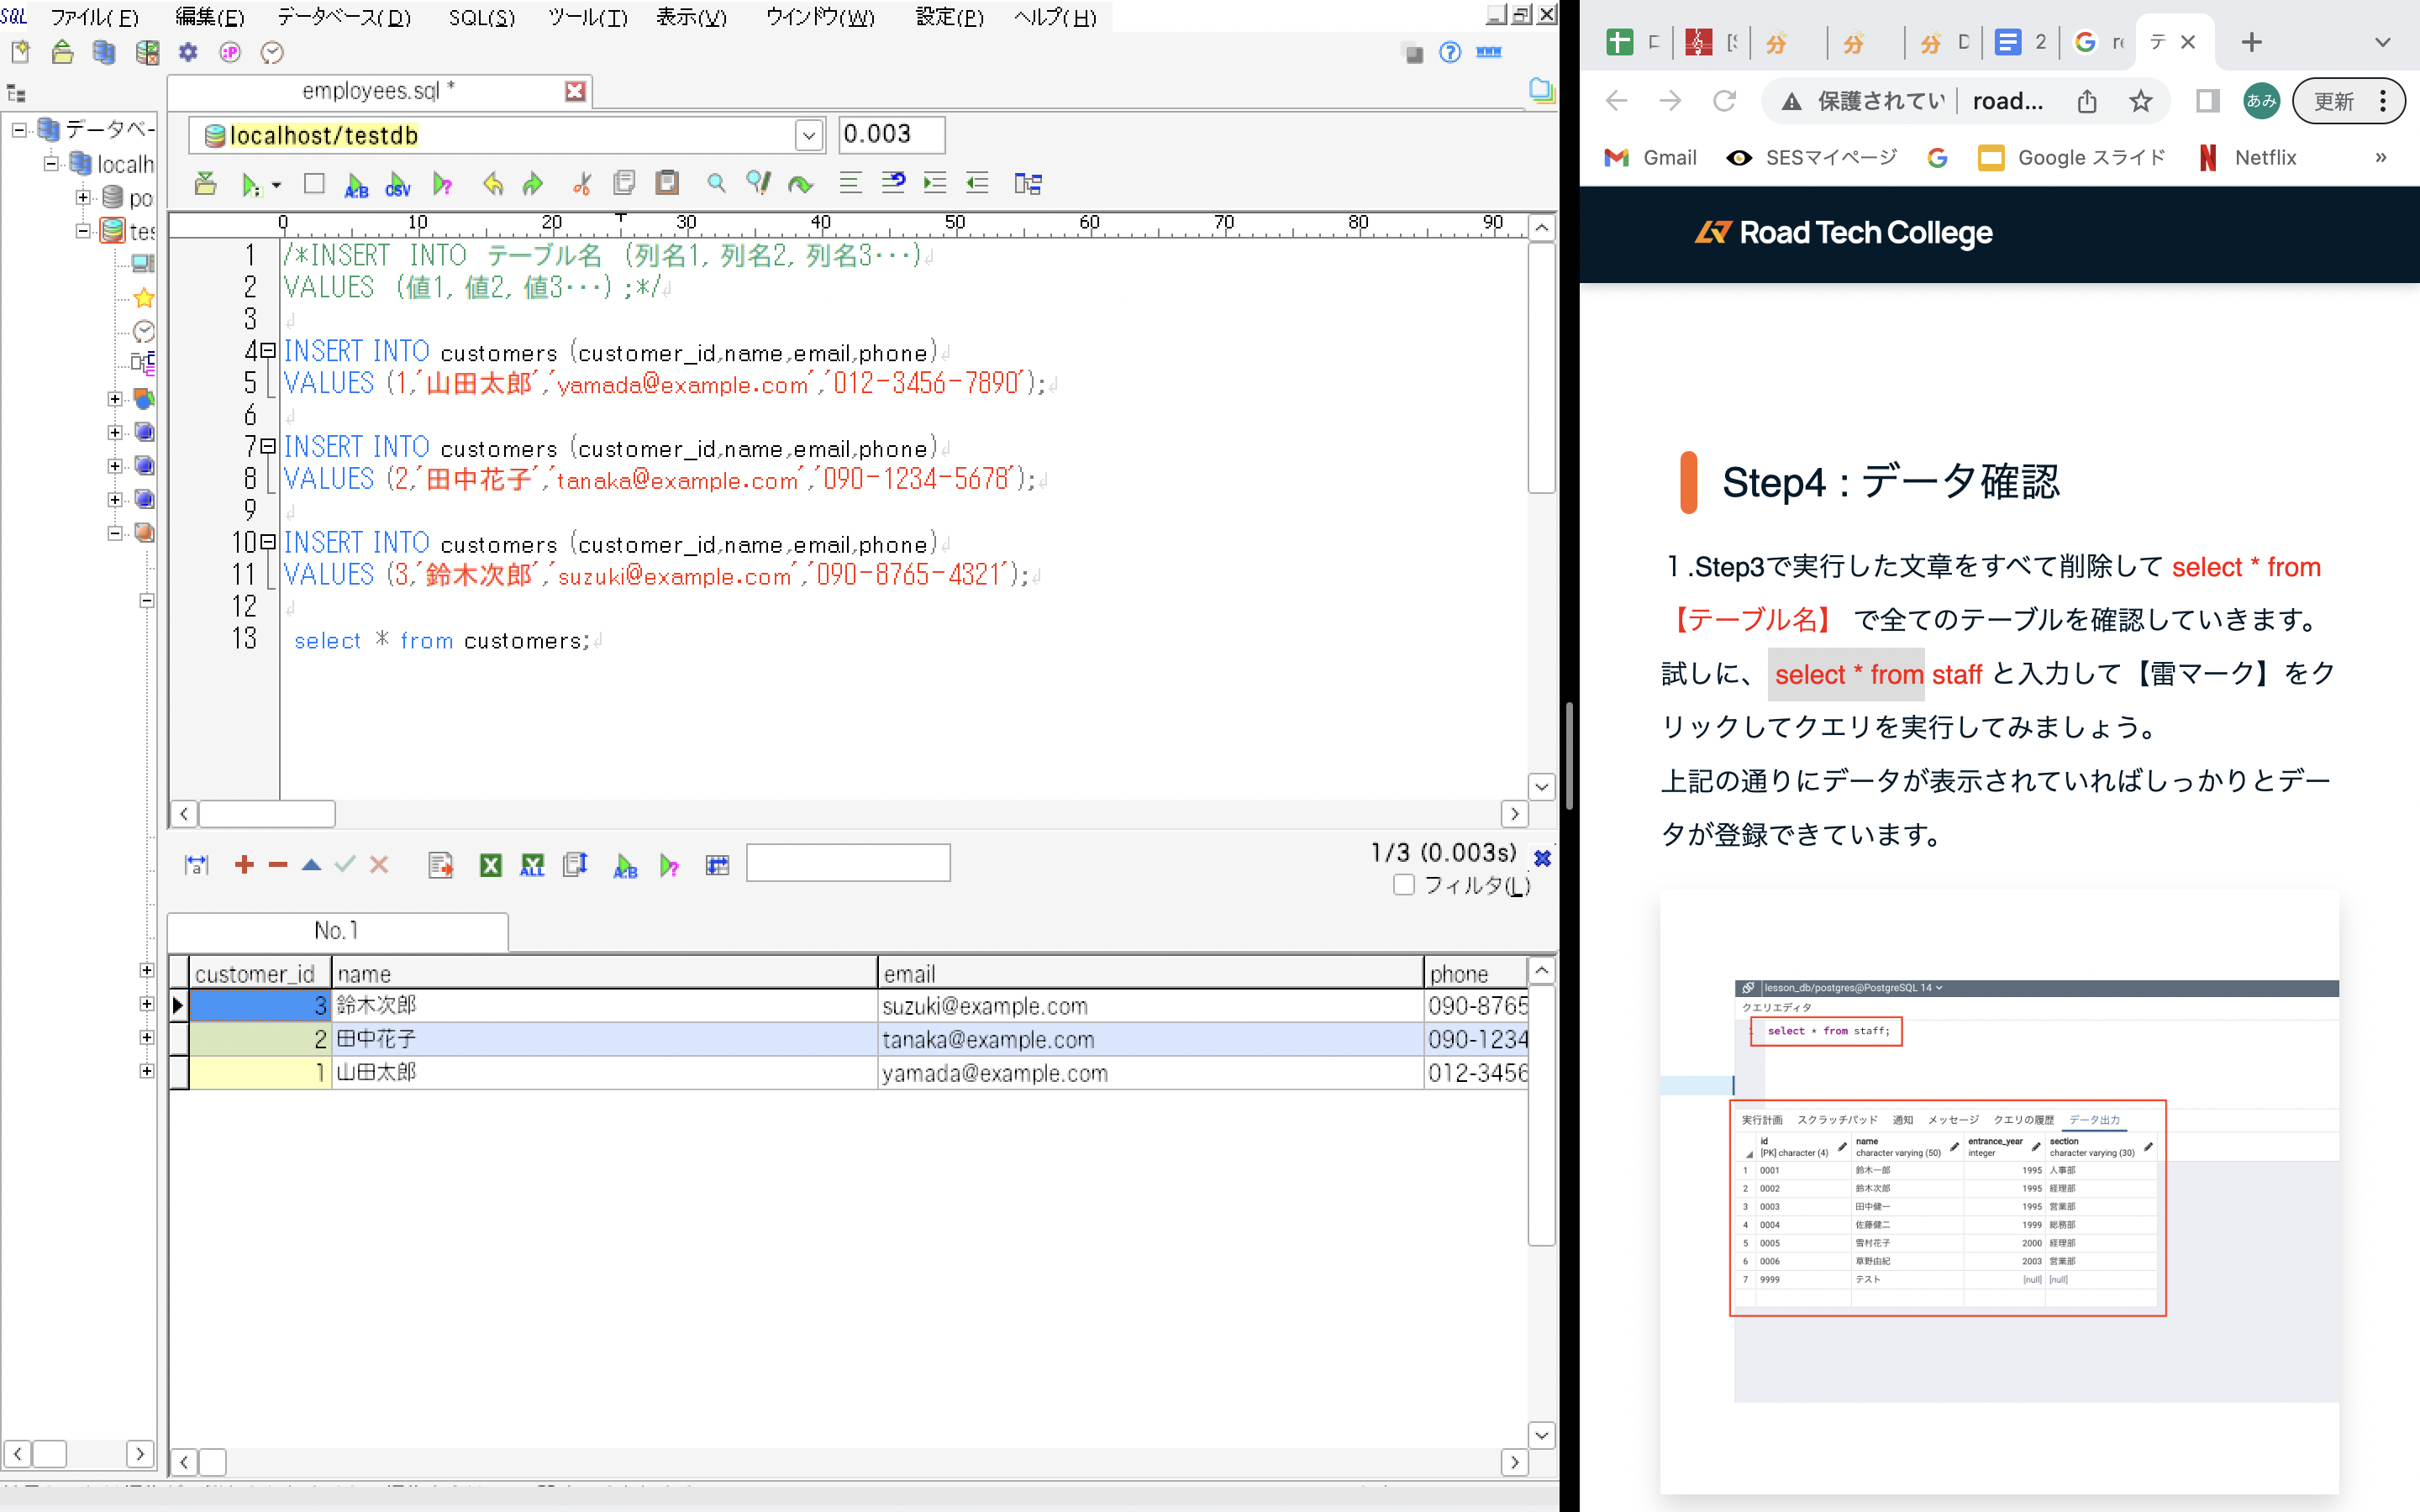 SQL ファイル(F) 編集(E) データベース(D) SQL(S) ツール(T) 表示(V) ウインドウ(W) 設定(P) ヘルプ(H)
employees.sql *
データベー
localh
po
tes
localhost/testdb
0.003
A:B CSV
0 10 20 30 40 50 60 70 80 90
1 /*INSERT INTO テーブル名 (列名1, 列名2, 列名3・・・)
2 VALUES (値1, 値2, 値3・・・) ;*/
3
4 INSERT INTO customers (customer_id,name,email,phone)
5 VALUES (1,'山田太郎','yamada@example.com','012-3456-7890');
6
7 INSERT INTO customers (customer_id,name,email,phone)
8 VALUES (2,'田中花子','tanaka@example.com','090-1234-5678');
9
10 INSERT INTO customers (customer_id,name,email,phone)
11 VALUES (3,'鈴木次郎','suzuki@example.com','090-8765-4321');
12
13 select * from customers;
ALL A:B
1/3 (0.003s)
フィルタ(L)
No.1
customer_id name email phone
3 鈴木次郎 suzuki@example.com 090-8765
2 田中花子 tanaka@example.com 090-1234
1 山田太郎 yamada@example.com 012-3456
分 分 分 D 2 テ
保護されてい road... あみ 更新
Gmail SESマイページ Google スライド Netflix »
Road Tech College
Step4 : データ確認
１.Step3で実行した文章をすべて削除して select * from
【テーブル名】 で全てのテーブルを確認していきます。
試しに、 select * from staff と入力して【雷マーク】をク
リックしてクエリを実行してみましょう。
上記の通りにデータが表示されていればしっかりとデー
タが登録できています。
lesson_db/postgres@PostgreSQL 14
クエリエディタ
select * from staff;
実行計画 スクラッチパッド 通知 メッセージ クエリの履歴 データ出力
id name entrance_year section
[PK] character (4) character varying (50) integer character varying (30)
1 0001 鈴木一郎 1995 人事部
2 0002 鈴木次郎 1995 経理部
3 0003 田中健一 1995 営業部
4 0004 佐藤健二 1999 総務部
5 0005 雪村花子 2000 経理部
6 0006 草野由紀 2003 営業部
7 9999 テスト [null] [null]